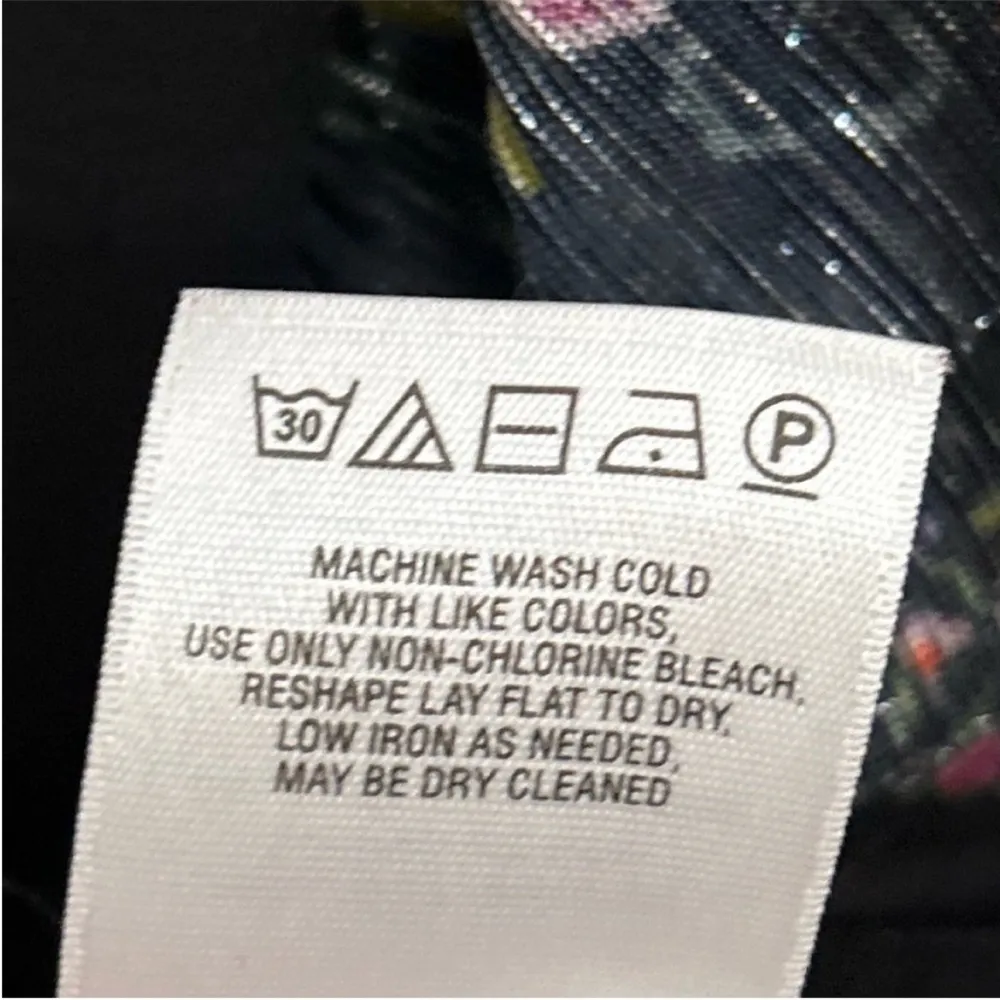 30 P
MACHINE WASH COLD
WITH LIKE COLORS,
USE ONLY NON-CHLORINE BLEACH.
RESHAPE LAY FLAT TO DRY,
LOW IRON AS NEEDED,
MAY BE DRY CLEANED